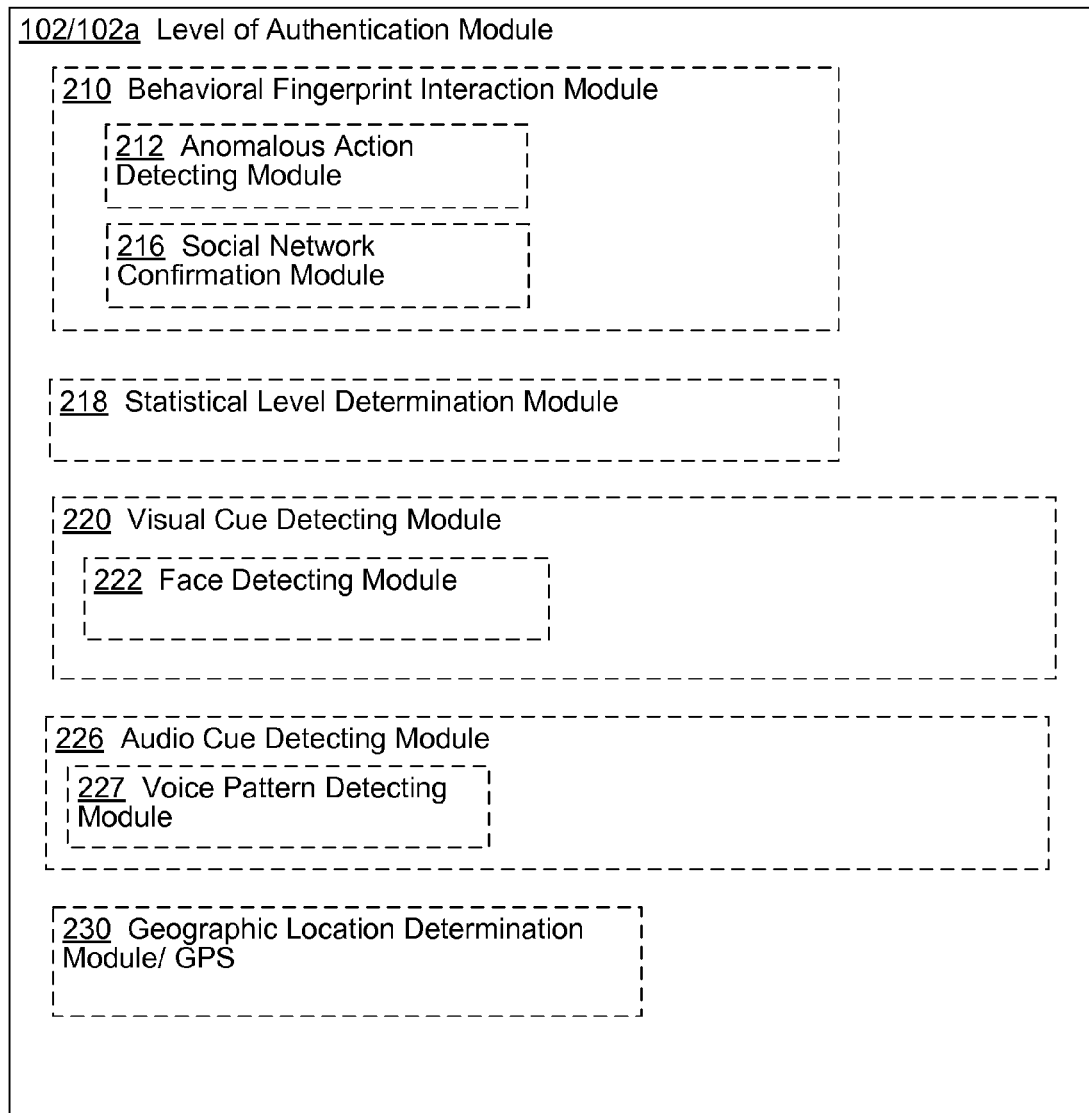 102/102a Level of Authentication Module
210 Behavioral Fingerprint Interaction Module
212 Anomalous Action
Detecting Module
216 Social Network
Confirmation Module
218 Statistical Level Determination Module
220 Visual Cue Detecting Module
222 Face Detecting Module
226 Audio Cue Detecting Module
227 Voice Pattern Detecting
Module
230 Geographic Location Determination
Module/ GPS